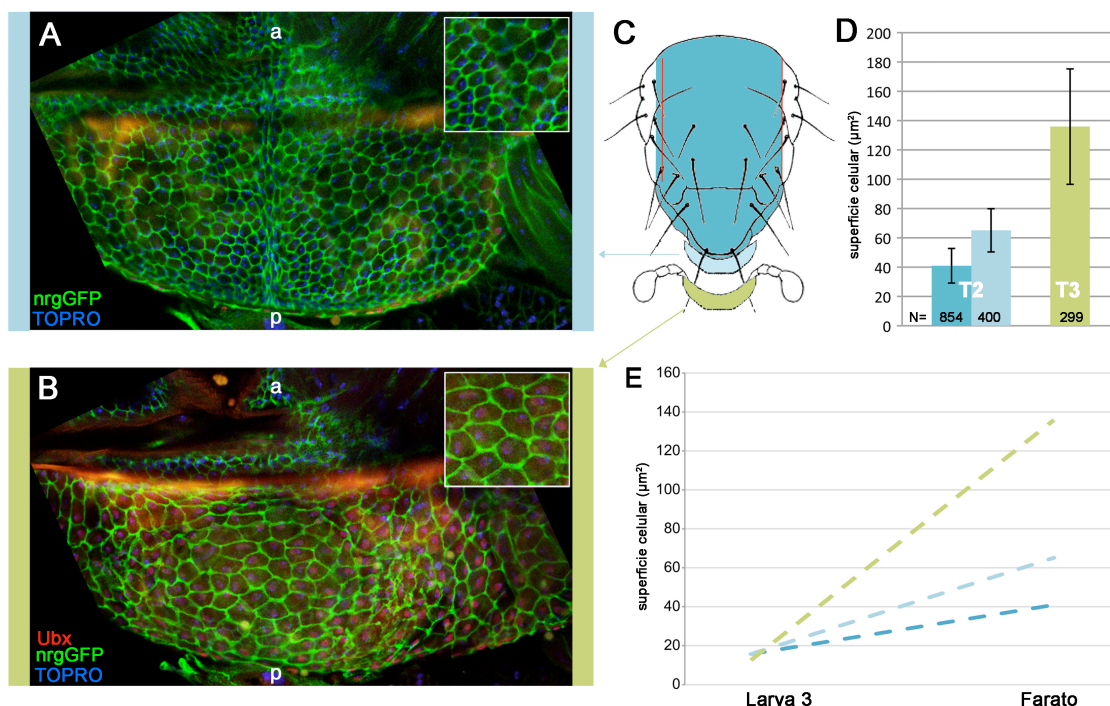 A
a
nrgGFP
TOPRO
p
B
a
Ubx
nrgGFP
TOPRO
p
C
D
superficie celular (µm²)
200
180
160
140
120
100
80
60
40
20
0
T2
T3
N= 854 400 299
E
superficie celular (µm²)
160
140
120
100
80
60
40
20
0
Larva 3 Farato